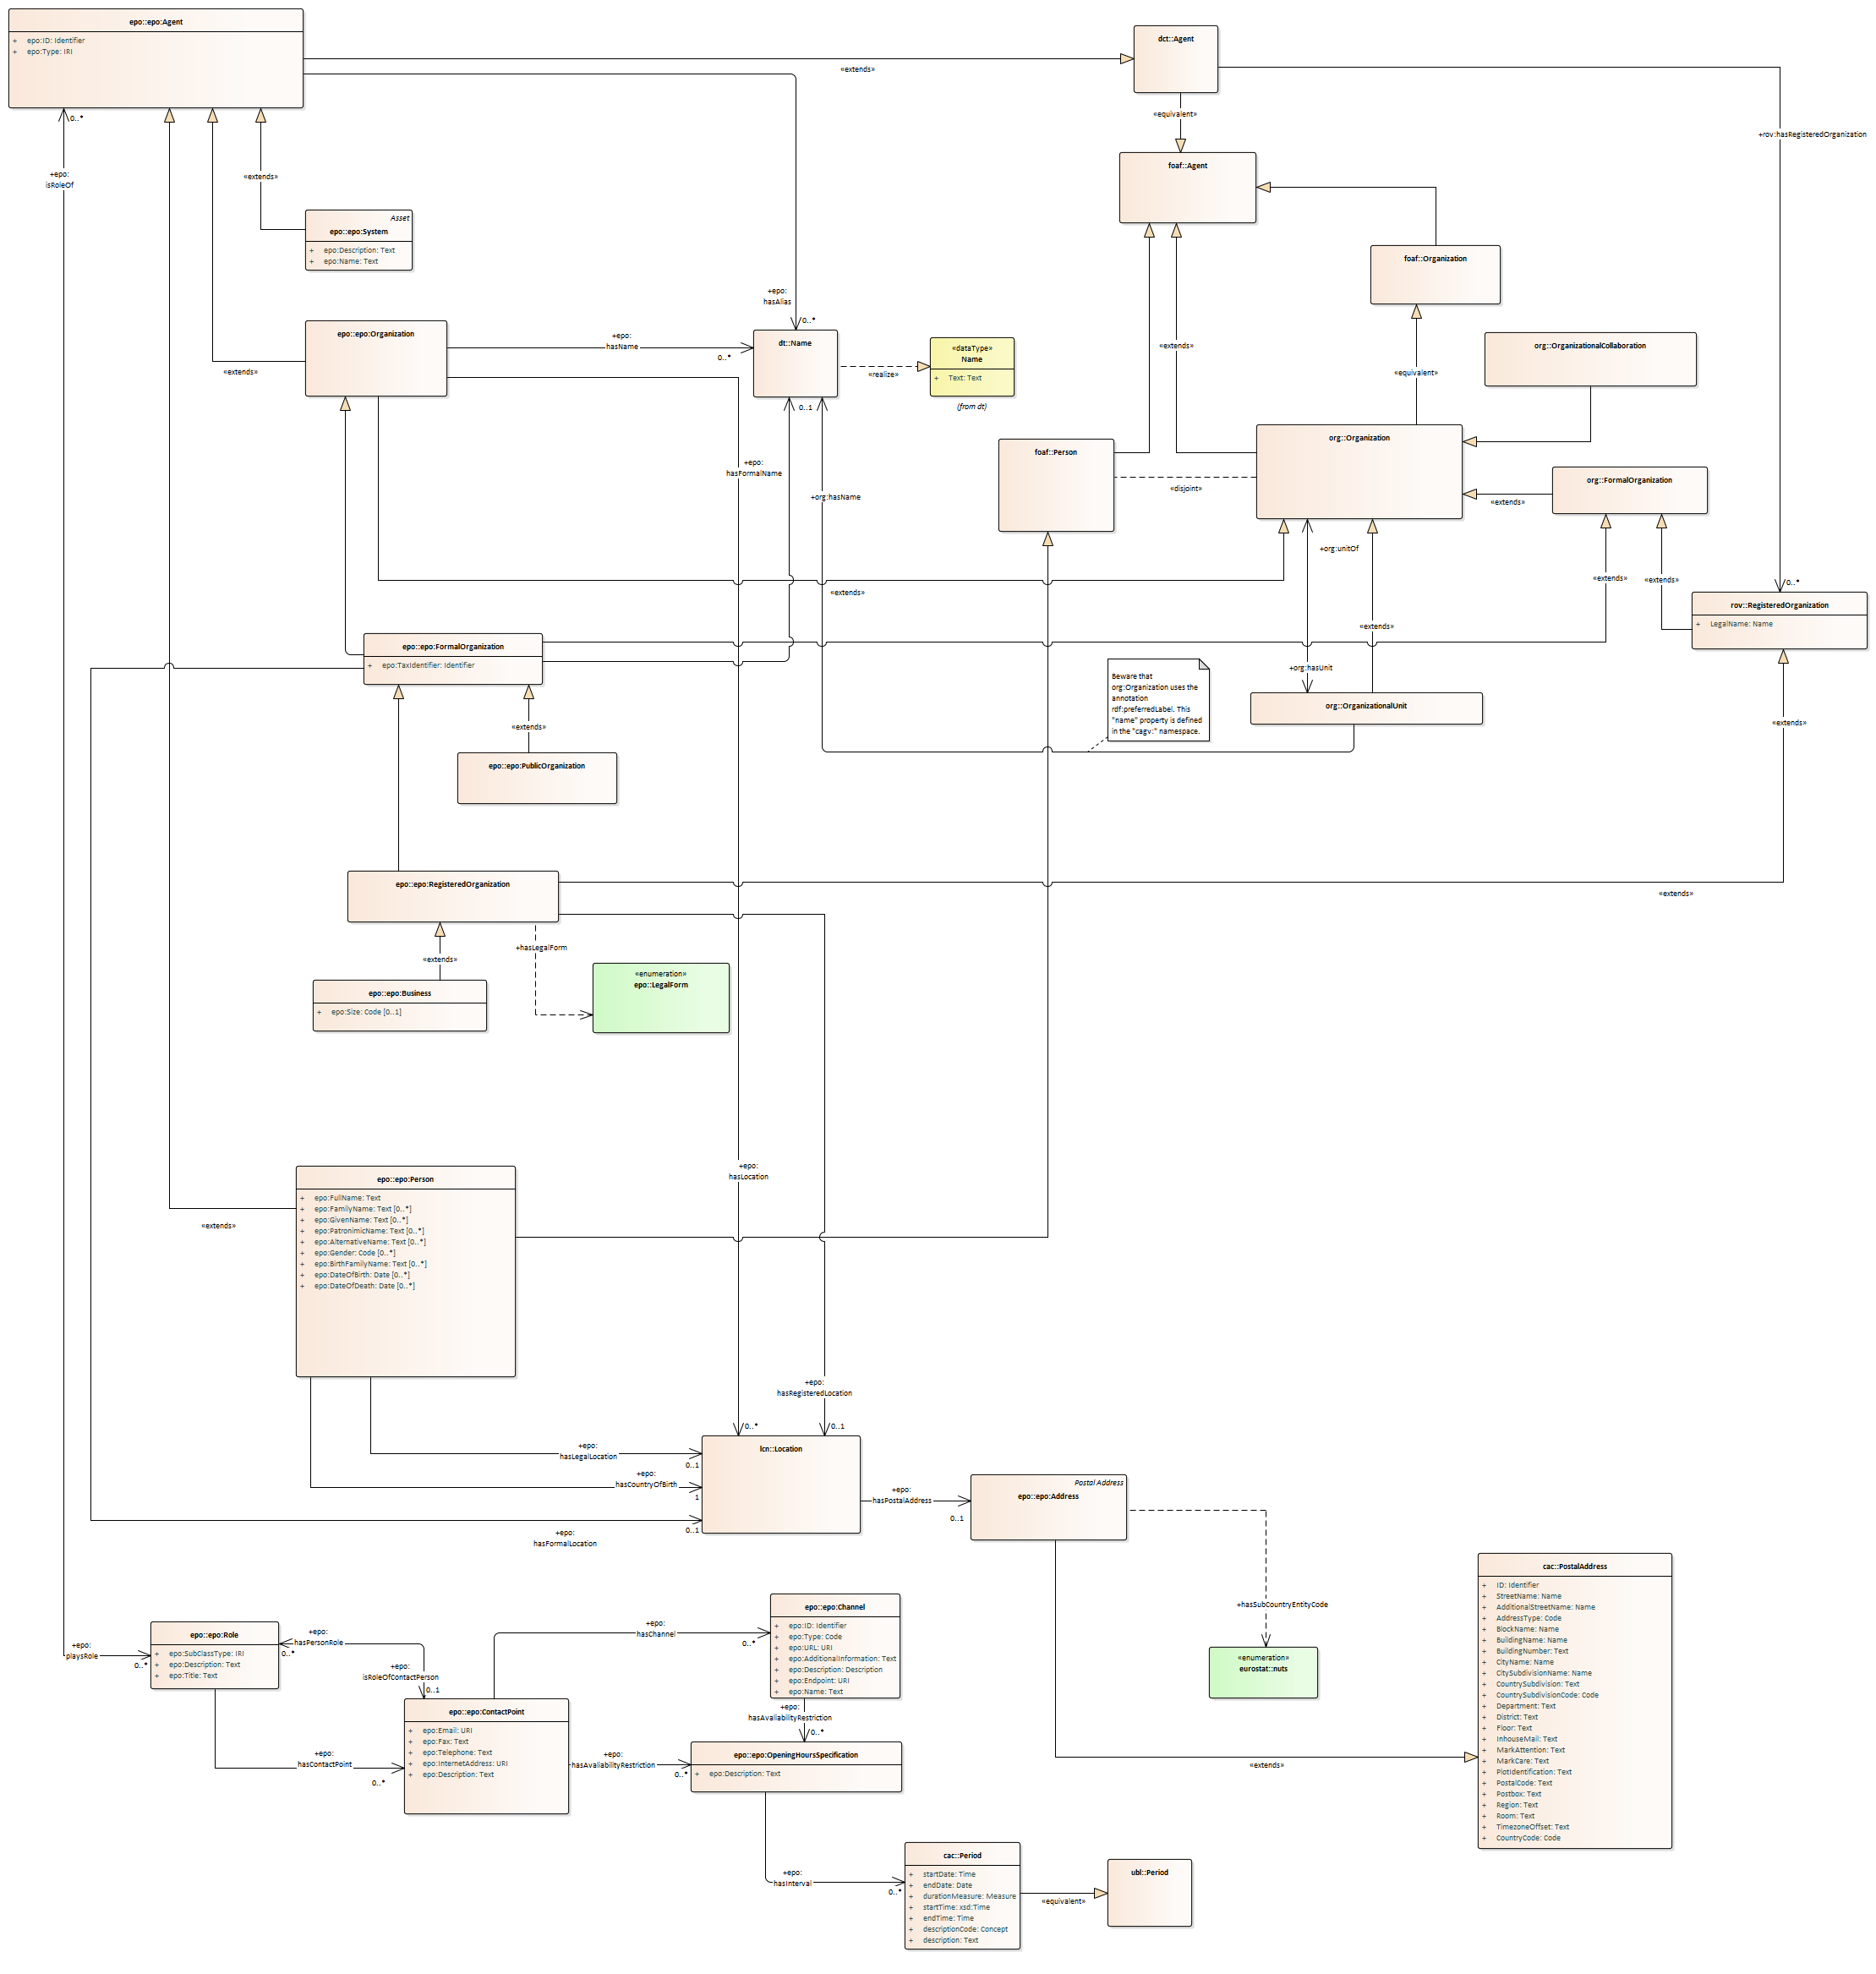 epo::epo:Agent
+ epo:ID: Identifier
+ epo:Type: IRI
dct::Agent
«extends»
«equivalent»
0..*
+rov:hasRegisteredOrganization
foaf::Agent
+epo:
isRoleOf
«extends»
Asset
epo::epo:System
+ epo:Description: Text
+ epo:Name: Text
foaf::Organization
+epo:
hasAlias
0..*
epo::epo:Organization
+epo:
hasName
0..*
dt::Name
«dataType»
Name
+ Text: Text
(from dt)
«realize»
«extends»
org::OrganizationalCollaboration
«extends»
«equivalent»
0..1
org::Organization
foaf::Person
+epo:
hasFormalName
+org:hasName
«disjoint»
org::FormalOrganization
«extends»
+org:unitOf
«extends»
«extends»
0..*
«extends»
rov::RegisteredOrganization
+ LegalName: Name
«extends»
epo::epo:FormalOrganization
+ epo:TaxIdentifier: Identifier
+org:hasUnit
Beware that
org:Organization uses the
annotation
rdf:preferredLabel. This
"name" property is defined
in the "cagv:" namespace.
org::OrganizationalUnit
«extends»
«extends»
epo::epo:PublicOrganization
epo::epo:RegisteredOrganization
«extends»
+hasLegalForm
«extends»
«enumeration»
epo::LegalForm
epo::epo:Business
+ epo:Size: Code [0..1]
+epo:
hasLocation
epo::epo:Person
+ epo:FullName: Text
+ epo:FamilyName: Text [0..*]
+ epo:GivenName: Text [0..*]
+ epo:PatronimicName: Text [0..*]
+ epo:AlternativeName: Text [0..*]
+ epo:Gender: Code [0..*]
+ epo:BirthFamilyName: Text [0..*]
+ epo:DateOfBirth: Date [0..*]
+ epo:DateOfDeath: Date [0..*]
«extends»
+epo:
hasRegisteredLocation
0..*
0..1
lcn::Location
+epo:
hasLegalLocation
0..1
+epo:
hasCountryOfBirth
1
+epo:
hasFormalLocation
0..1
+epo:
hasPostalAddress
0..1
Postal Address
epo::epo:Address
+hasSubCountryEntityCode
«enumeration»
eurostat::nuts
«extends»
cac::PostalAddress
+ ID: Identifier
+ StreetName: Name
+ AdditionalStreetName: Name
+ AddressType: Code
+ BlockName: Name
+ BuildingName: Name
+ BuildingNumber: Text
+ CityName: Name
+ CitySubdivisionName: Name
+ CountrySubdivision: Text
+ CountrySubdivisionCode: Code
+ Department: Text
+ District: Text
+ Floor: Text
+ InhouseMail: Text
+ MarkAttention: Text
+ MarkCare: Text
+ PlotIdentification: Text
+ PostalCode: Text
+ Postbox: Text
+ Region: Text
+ Room: Text
+ TimezoneOffset: Text
+ CountryCode: Code
+epo:
playsRole
0..*
epo::epo:Role
+ epo:SubClassType: IRI
+ epo:Description: Text
+ epo:Title: Text
+epo:
hasPersonRole
0..*
+epo:
isRoleOfContactPerson
0..1
+epo:
hasContactPoint
0..*
epo::epo:ContactPoint
+ epo:Email: URI
+ epo:Fax: Text
+ epo:Telephone: Text
+ epo:InternetAddress: URI
+ epo:Description: Text
+epo:
hasChannel
0..*
epo::epo:Channel
+ epo:ID: Identifier
+ epo:Type: Code
+ epo:URL: URI
+ epo:AdditionalInformation: Text
+ epo:Description: Description
+ epo:Endpoint: URI
+ epo:Name: Text
+epo:
hasAvaliabilityRestriction
0..*
+epo:
hasAvaliabilityRestriction
0..*
epo::epo:OpeningHoursSpecification
+ epo:Description: Text
+epo:
hasInterval
0..*
cac::Period
+ startDate: Time
+ endDate: Date
+ durationMeasure: Measure
+ startTime: xsd:Time
+ endTime: Time
+ descriptionCode: Concept
+ description: Text
«equivalent»
ubl::Period